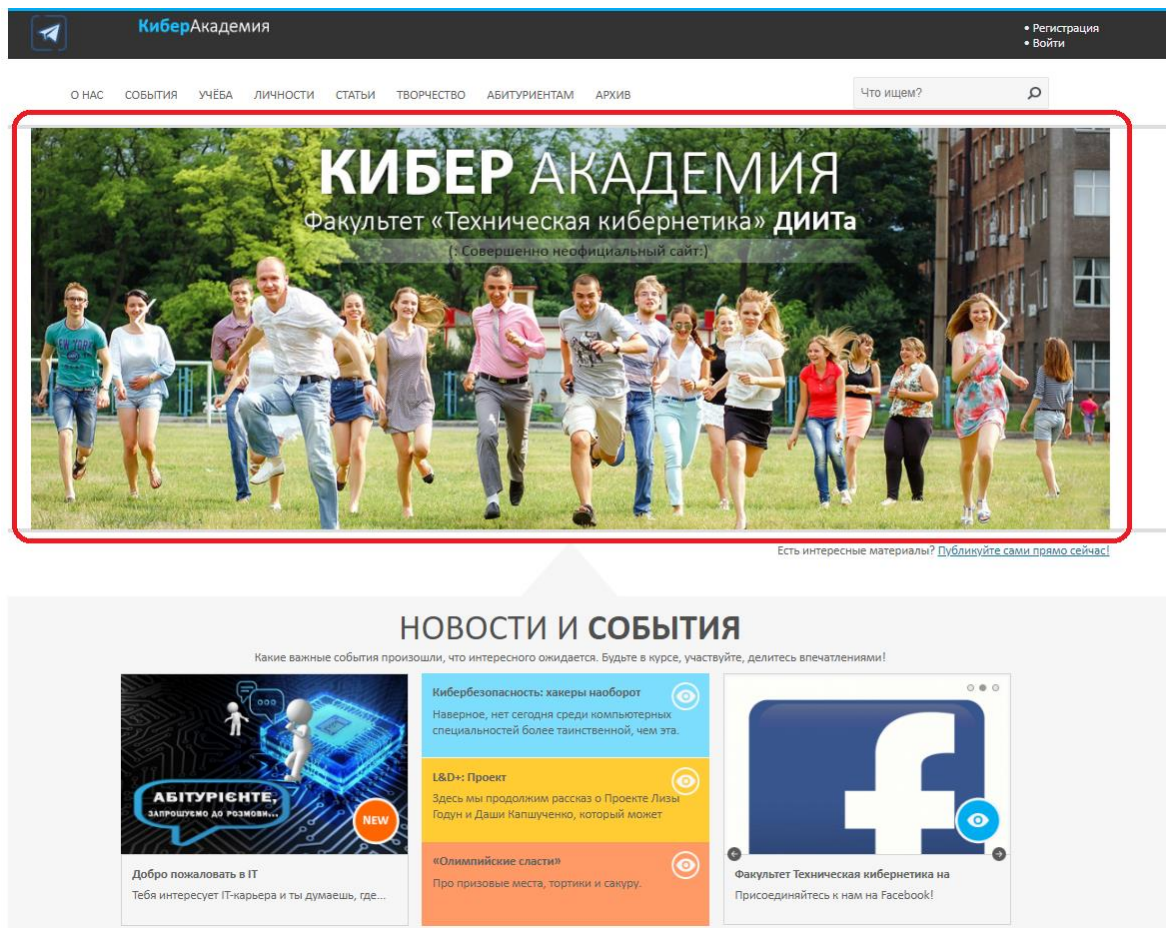 КиберАкадемия
• Регистрация
• Войти
О НАС СОБЫТИЯ УЧЁБА ЛИЧНОСТИ СТАТЬИ ТВОРЧЕСТВО АБИТУРИЕНТАМ АРХИВ
Что ищем?
КИБЕР АКАДЕМИЯ
Факультет «Техническая кибернетика» ДИИТа
(: Совершенно неофициальный сайт:)
NEW YORK
Есть интересные материалы? Публикуйте сами прямо сейчас!
НОВОСТИ И СОБЫТИЯ
Какие важные события произошли, что интересного ожидается. Будьте в курсе, участвуйте, делитесь впечатлениями!
АБІТУРІЄНТЕ,
ЗАПРОШУЄМО ДО РОЗМОВИ...
NEW
Добро пожаловать в IT
Тебя интересует IT-карьера и ты думаешь, где...
Кибербезопасность: хакеры наоборот
Наверное, нет сегодня среди компьютерных
специальностей более таинственной, чем эта.
L&D+: Проект
Здесь мы продолжим рассказ о Проекте Лизы
Годун и Даши Капшученко, который может
«Олимпийские сласти»
Про призовые места, тортики и сакуру.
Факультет Техническая кибернетика на
Присоединяйтесь к нам на Facebook!